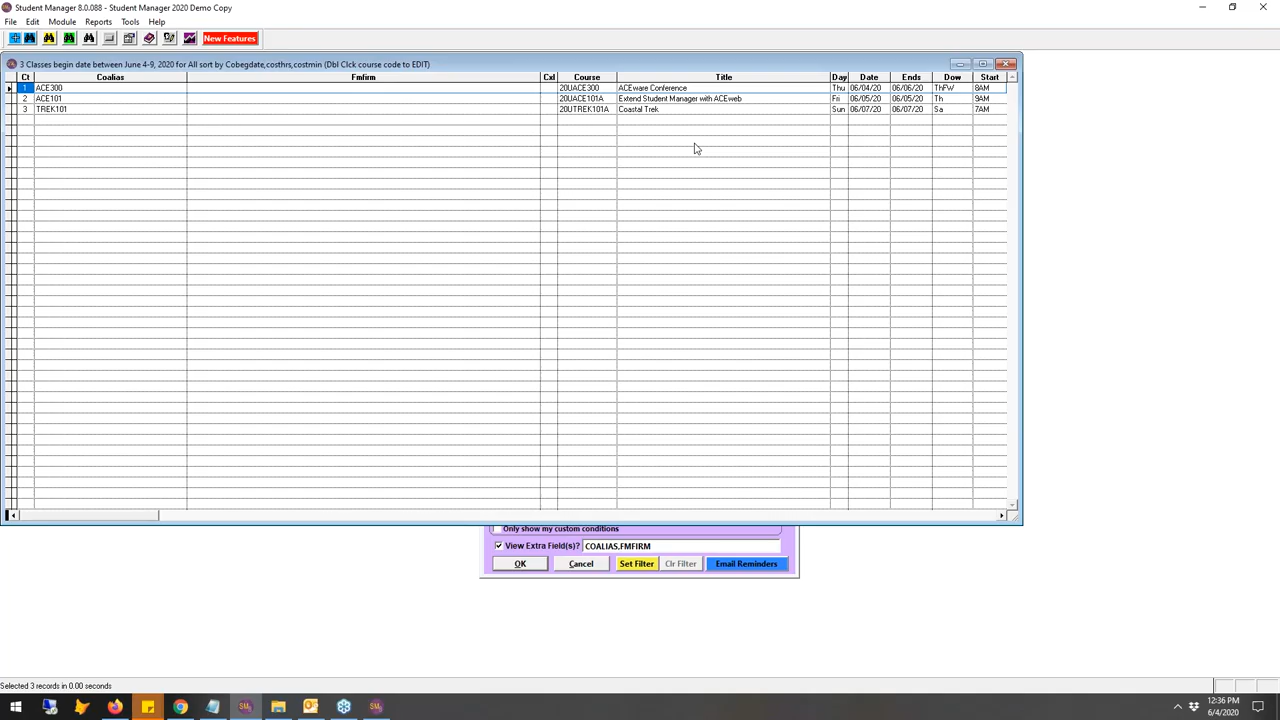 Student Manager 8.0.088 - Student Manager 2020 Demo Copy
File Edit Module Reports Tools Help
New Features
3 Classes begin date between June 4-9, 2020 for All sort by Cobegdate,costhrs,costmin (Dbl Clck course code to EDIT)
Ct Coalias Fmfirm Cxl Course Title Day Date Ends Dow Start
1 ACE300 20UACE300 ACEware Conference Thu 06/04/20 06/06/20 ThFW 8AM
2 ACE101 20UACE101A Extend Student Manager with ACEweb Fri 06/05/20 06/05/20 Th 9AM
3 TREK101 20UTREK101A Coastal Trek Sun 06/07/20 06/07/20 Sa 7AM
Only show my custom conditions
View Extra Field(s)? COALIAS,FMFIRM
OK Cancel Set Filter Clr Filter Email Reminders
Selected 3 records in 0.00 seconds
12:36 PM
6/4/2020